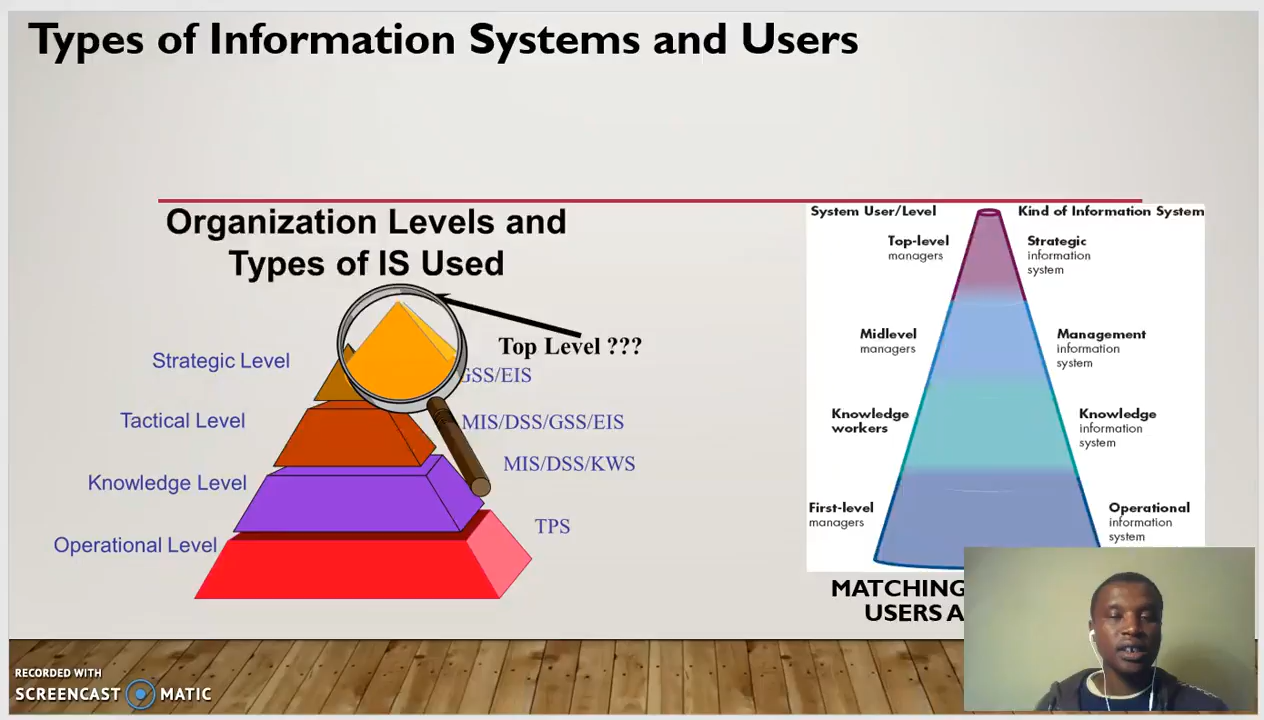 Types of Information Systems and Users
Organization Levels and
Types of IS Used
Top Level ???
Strategic Level
GSS/EIS
Tactical Level
MIS/DSS/GSS/EIS
Knowledge Level
MIS/DSS/KWS
Operational Level
TPS
System User/Level
Kind of Information System
Top-level
managers
Strategic
information
system
Midlevel
managers
Management
information
system
Knowledge
workers
Knowledge
information
system
First-level
managers
Operational
information
system
MATCHING
USERS A
RECORDED WITH
SCREENCAST MATIC